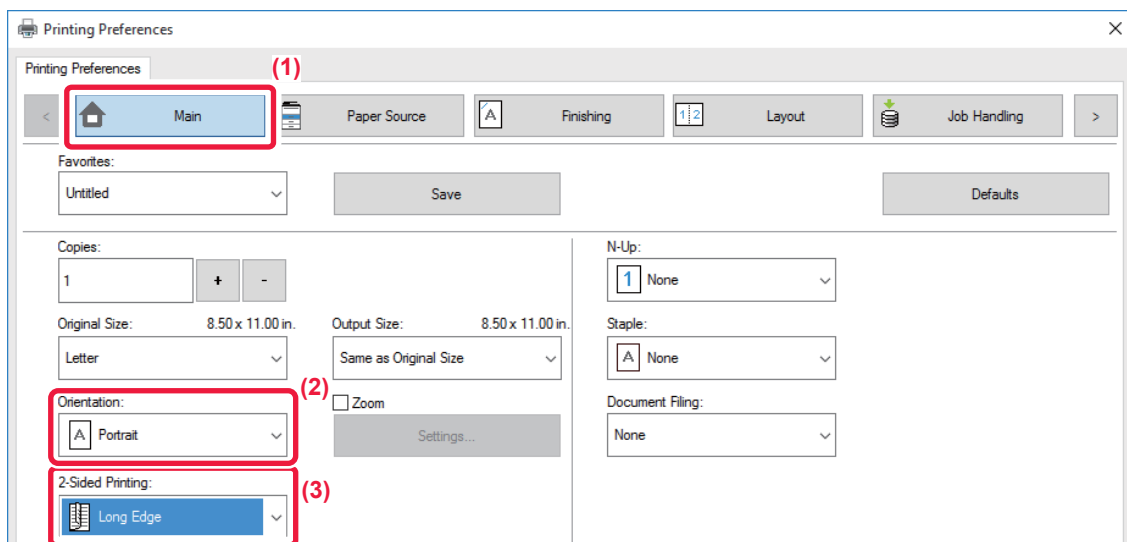 Printing Preferences
Printing Preferences
(1)
< Main Paper Source A Finishing 1 2 Layout Job Handling >
Favorites:
Untitled Save Defaults
Copies: N-Up:
1 + - 1 None
Original Size: 8.50 x 11.00 in. Output Size: 8.50 x 11.00 in. Staple:
Letter Same as Original Size A None
(2)
Orientation: Zoom Document Filing:
A Portrait Settings... None
2-Sided Printing:
(3)
Long Edge